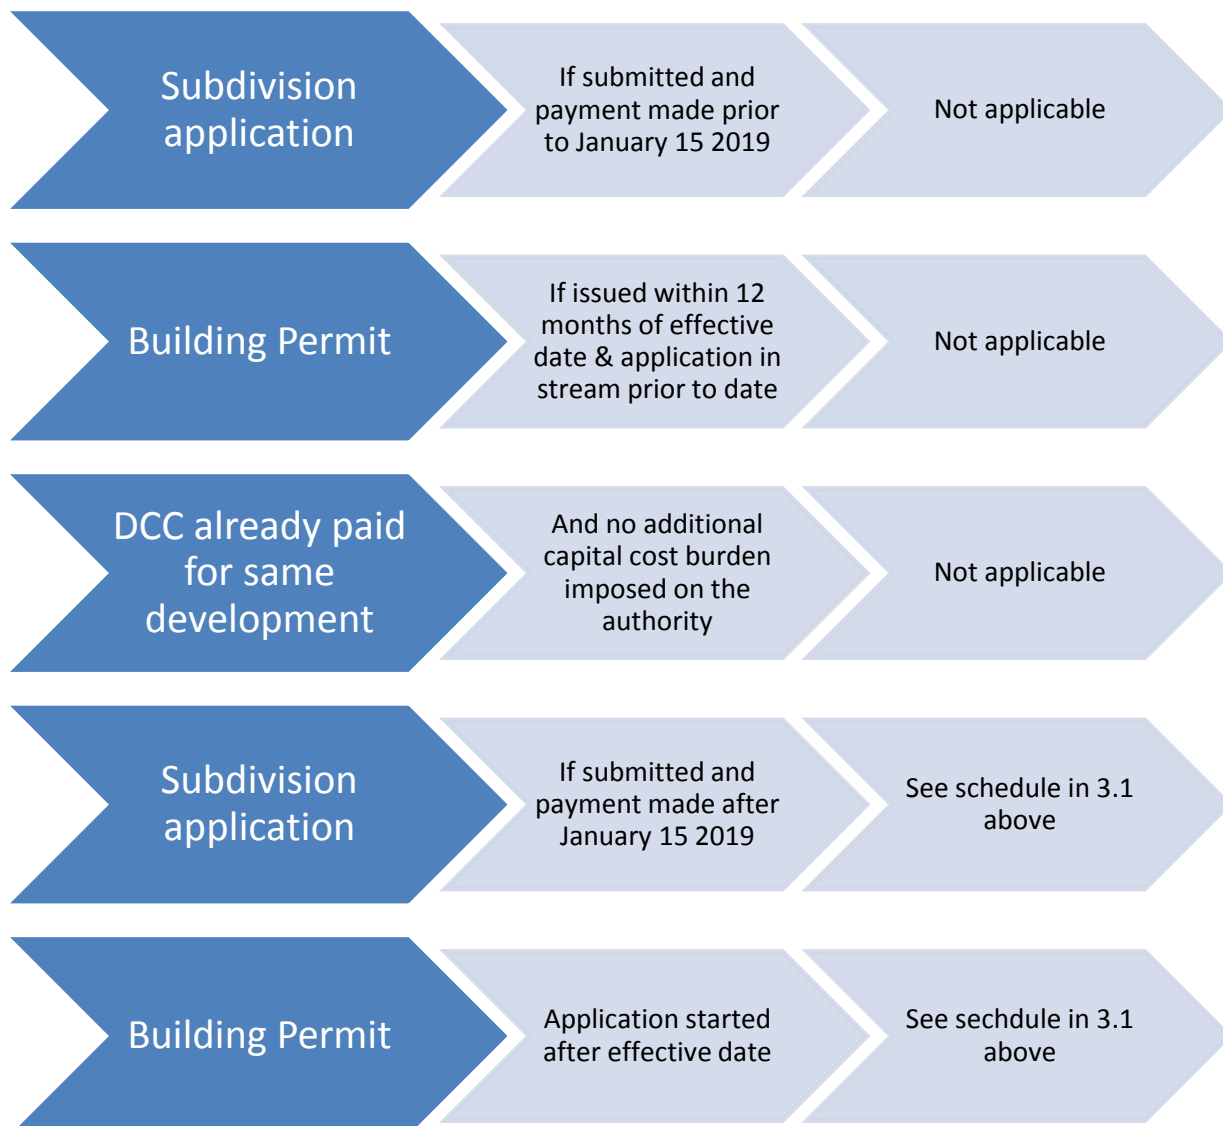 Subdivision
application
If submitted and
payment made prior
to January 15 2019
Not applicable
Building Permit
If issued within 12
months of effective
date & application in
stream prior to date
Not applicable
DCC already paid
for same
development
And no additional
capital cost burden
imposed on the
authority
Not applicable
Subdivision
application
If submitted and
payment made after
January 15 2019
See schedule in 3.1
above
Building Permit
Application started
after effective date
See sechdule in 3.1
above